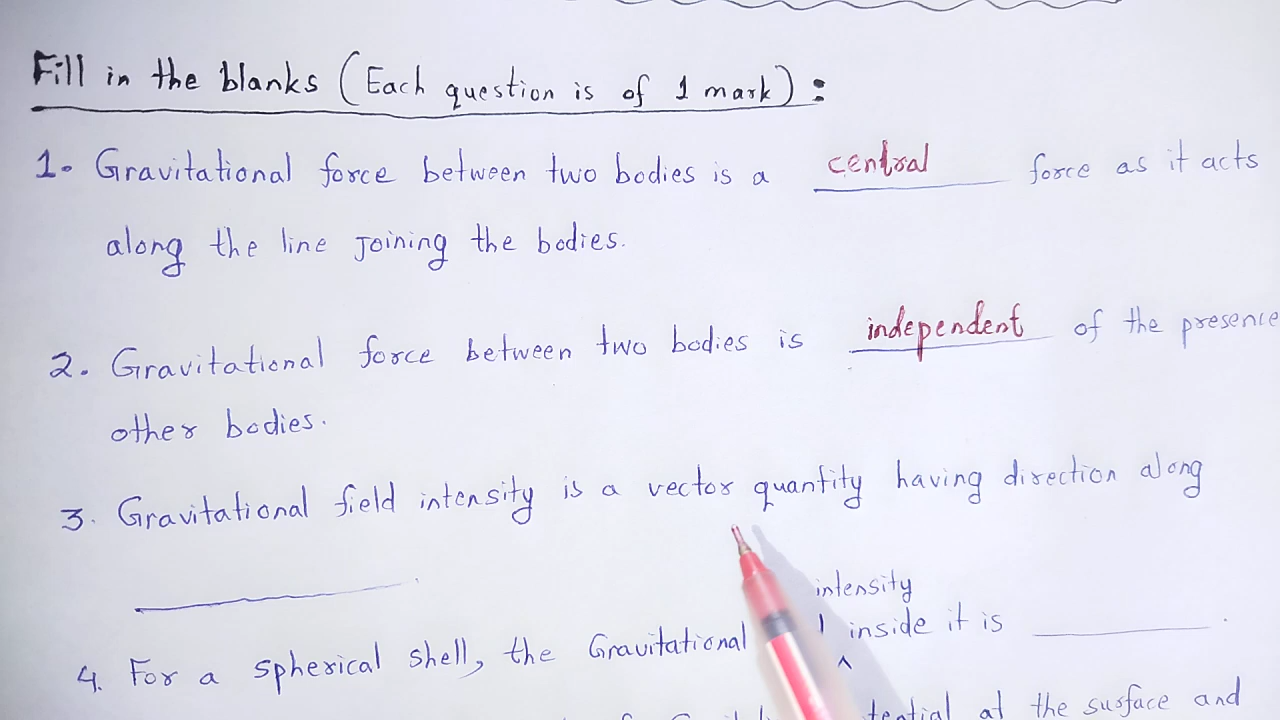 Fill in the blanks (Each question is of 1 mark) :
1. Gravitational force between two bodies is a central force as it acts
along the line joining the bodies.
2. Gravitational force between two bodies is independent of the presence
other bodies.
3. Gravitational field intensity is a vector quantity having direction along
intensity
4. For a spherical shell, the Gravitational inside it is .
at the surface and